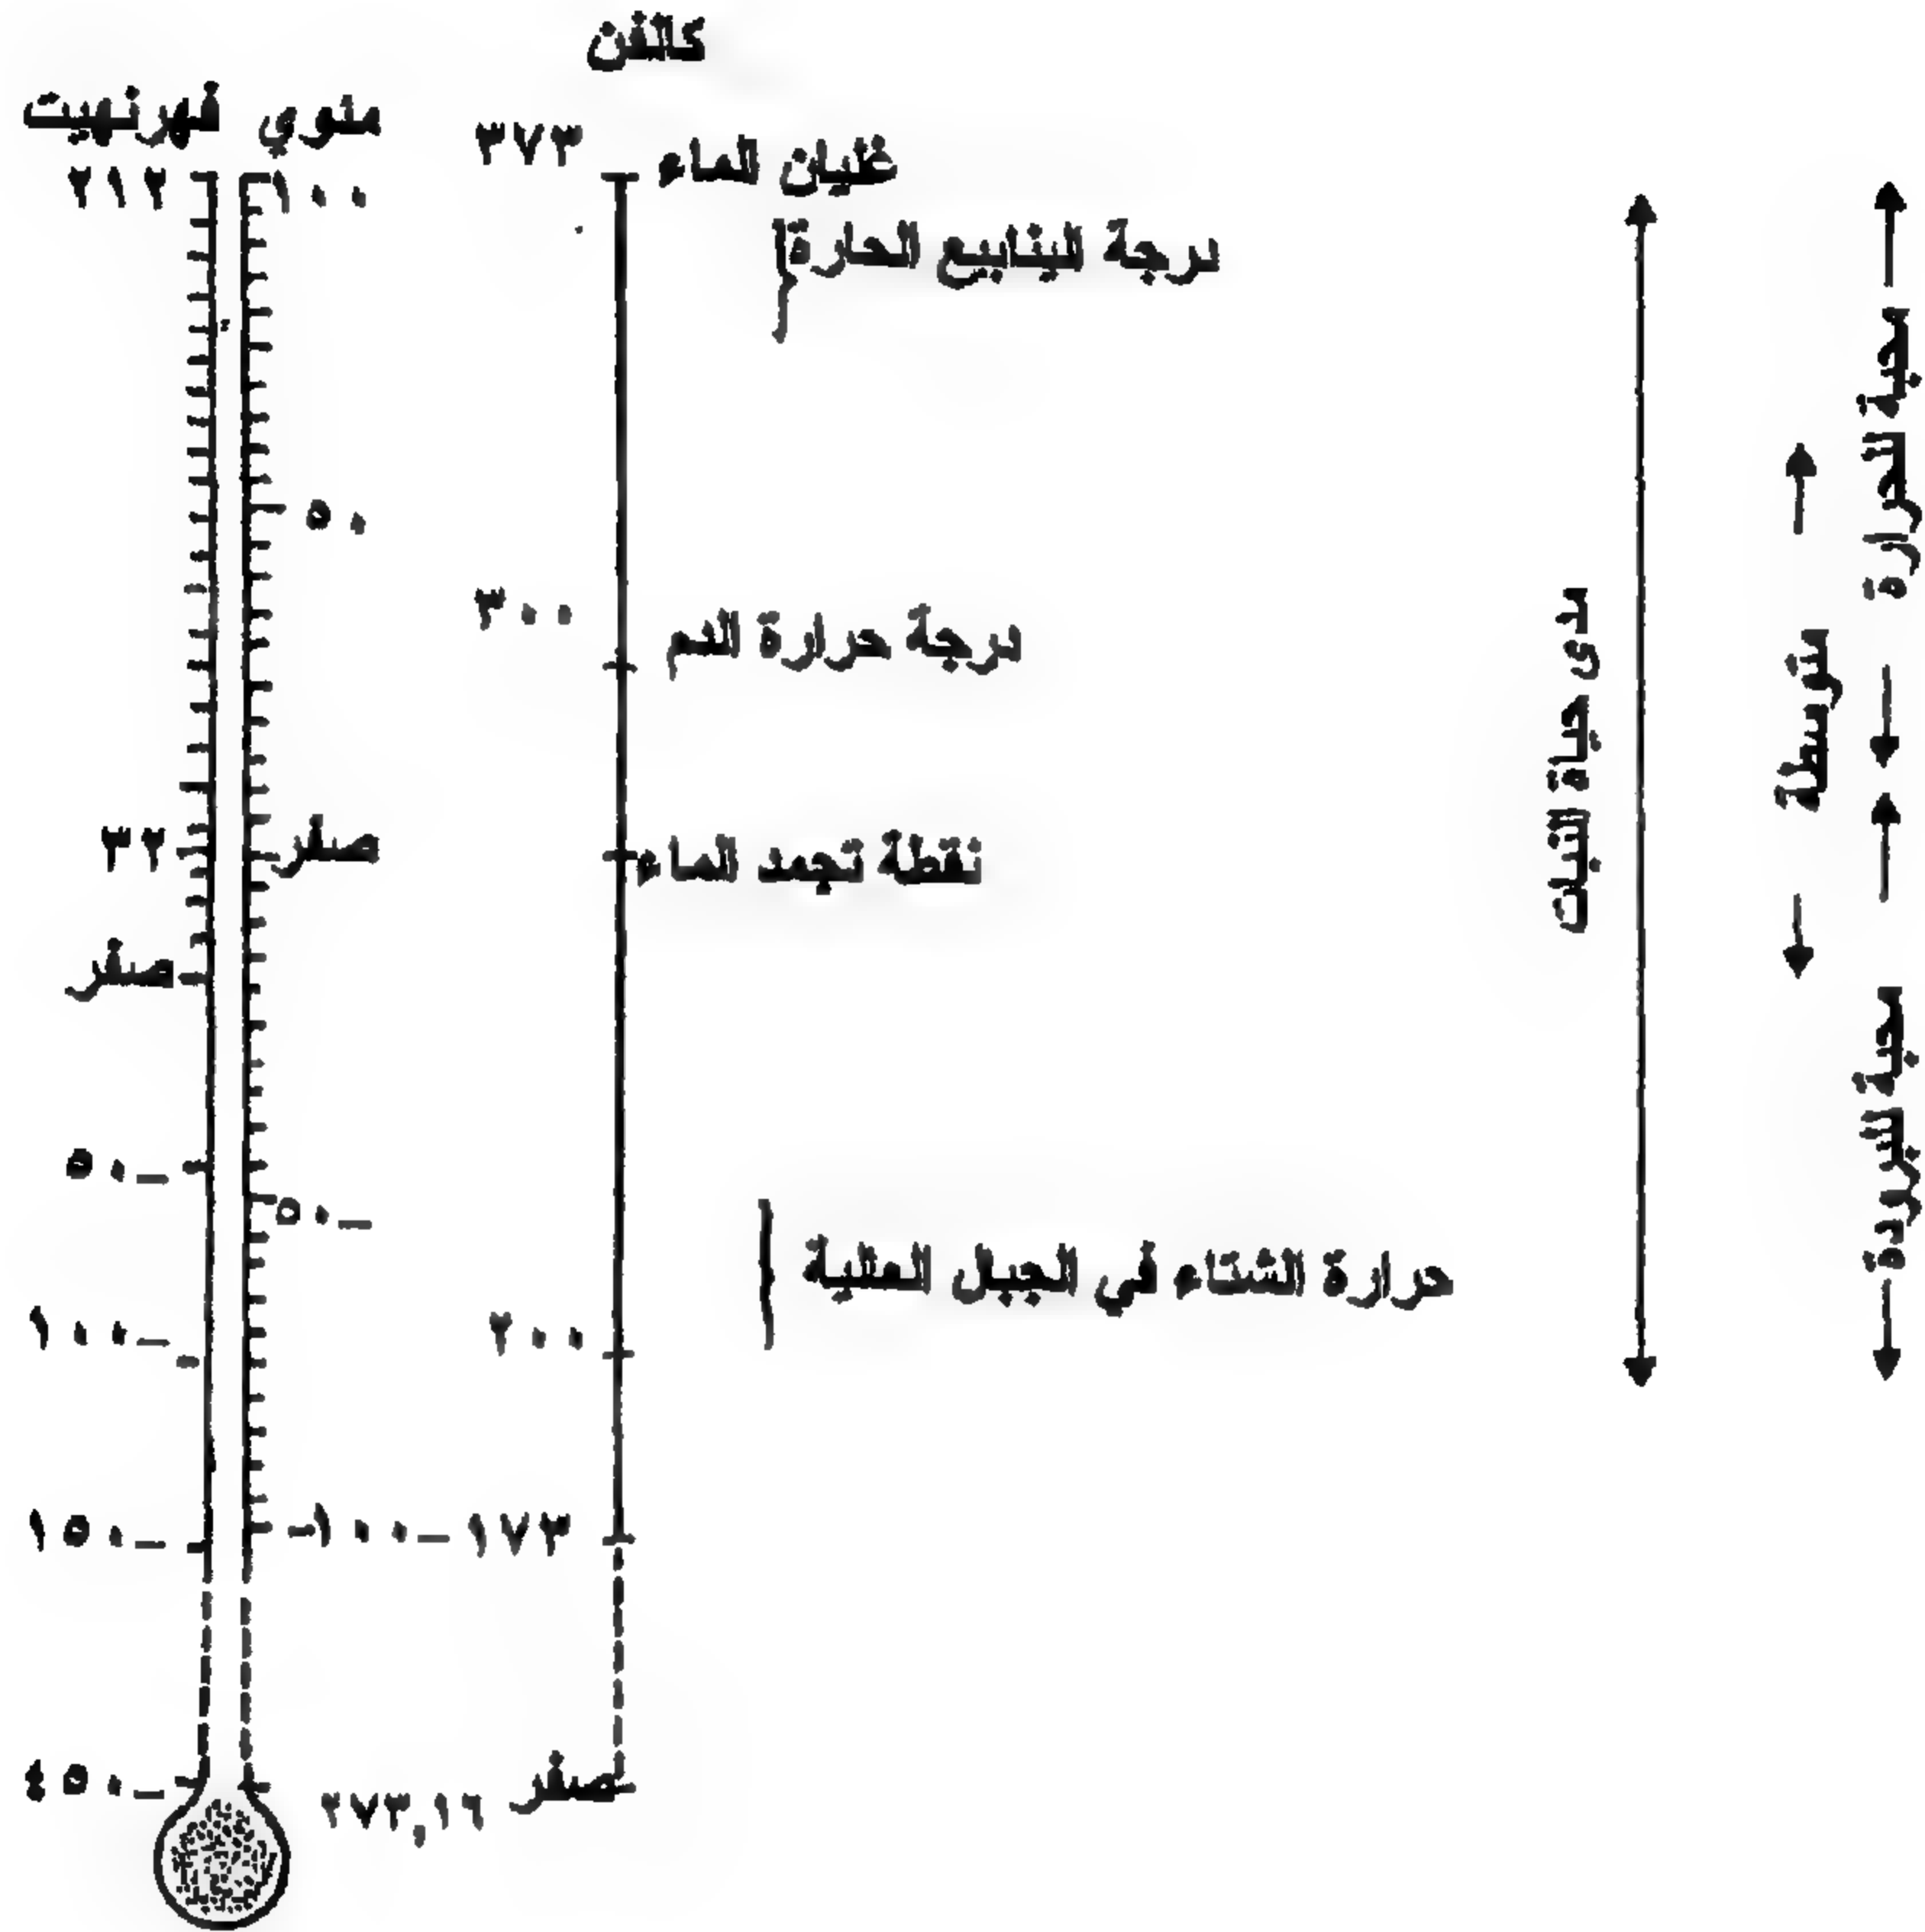 كالفن
مئوي فهرنهيت
٣٧٣
غليان الماء
٢١٢
١٠٠
درجة الينابيع الحارة
محبة للحرارة
٥٠
٣٠٠
درجة حرارة الدم
مدى حياة النبات
متوسطة
٣٢
صفر
نقطة تجمد الماء
صفر
محبة للبرودة
٥٠_
٥٠_
حرارة الشتاء في الجبال العالية
١٠٠_
٢٠٠
١٥٠_
١٠٠_
١٧٣
٤٥٠_
٢٧٣,١٦
صفر